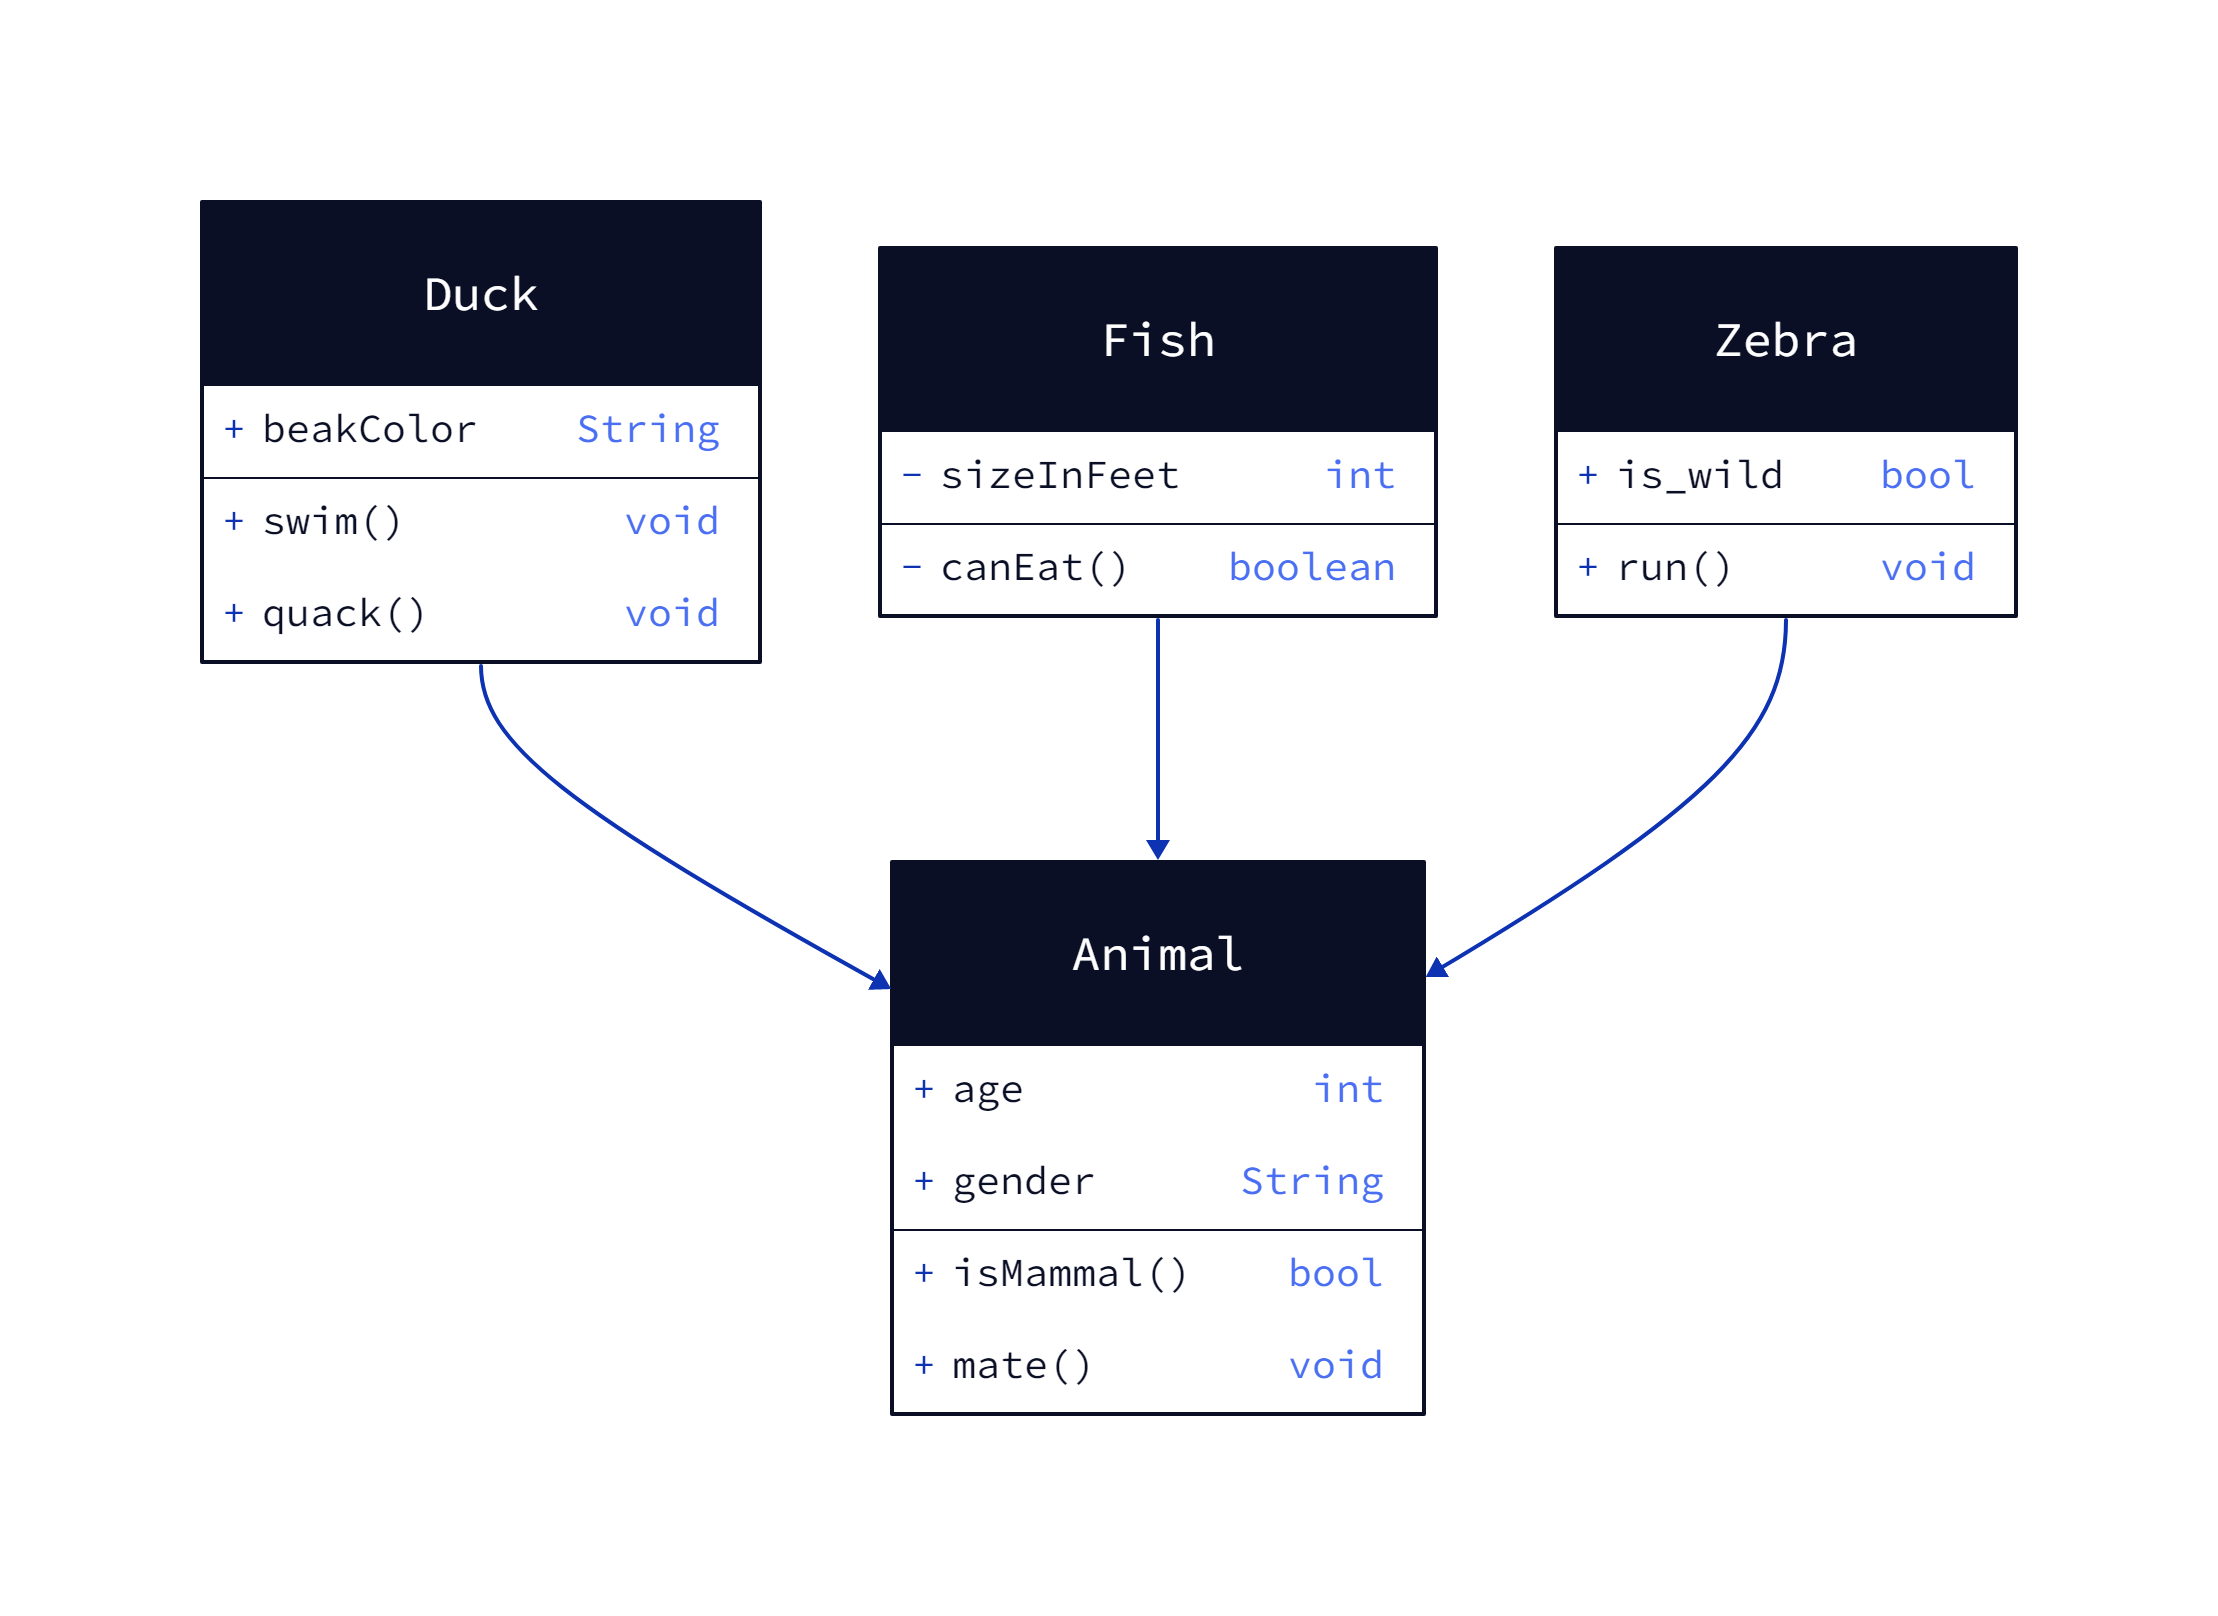 Duck
+ beakColor String
+ swim() void
+ quack() void
Fish
- sizeInFeet int
- canEat() boolean
Zebra
+ is_wild bool
+ run() void
Animal
+ age int
+ gender String
+ isMammal() bool
+ mate() void